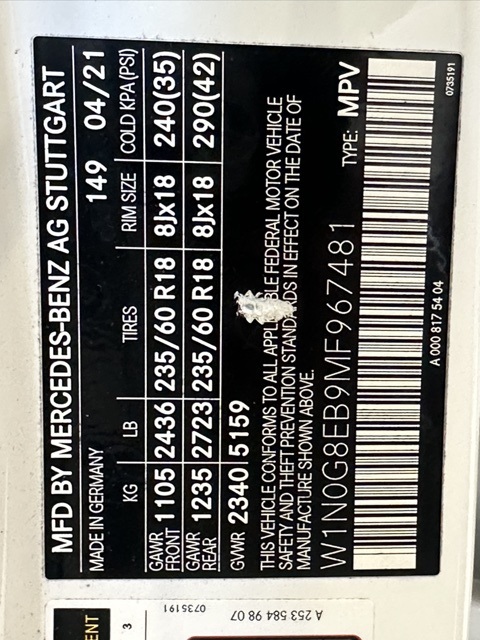 MFD BY MERCEDES-BENZ AG STUTTGART
MADE IN GERMANY 149 04/21
KG LB TIRES RIM SIZE COLD KPA(PSI)
GAWR FRONT 1105 2436 235/60 R18 8Jx18 240(35)
GAWR REAR 1235 2723 235/60 R18 8Jx18 290(42)
GVWR 2340 5159
THIS VEHICLE CONFORMS TO ALL APPLICABLE FEDERAL MOTOR VEHICLE
SAFETY AND THEFT PREVENTION STANDARDS IN EFFECT ON THE DATE OF
MANUFACTURE SHOWN ABOVE.
W1N0G8EB9MF967481 TYPE: MPV
A 000 817 54 04
0735191
ENT
3
0735191
A 253 584 98 07